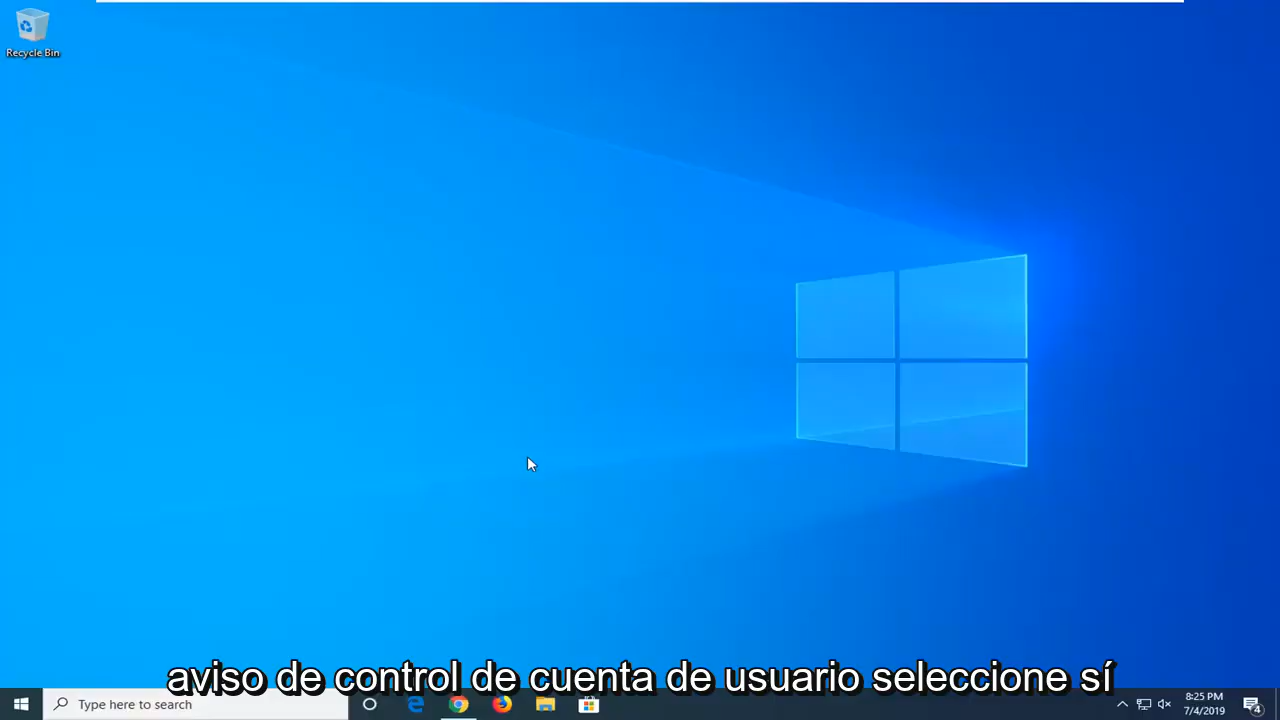 Recycle Bin
aviso de control de cuenta de usuario seleccione sí
Type here to search
8:25 PM
7/4/2019
4